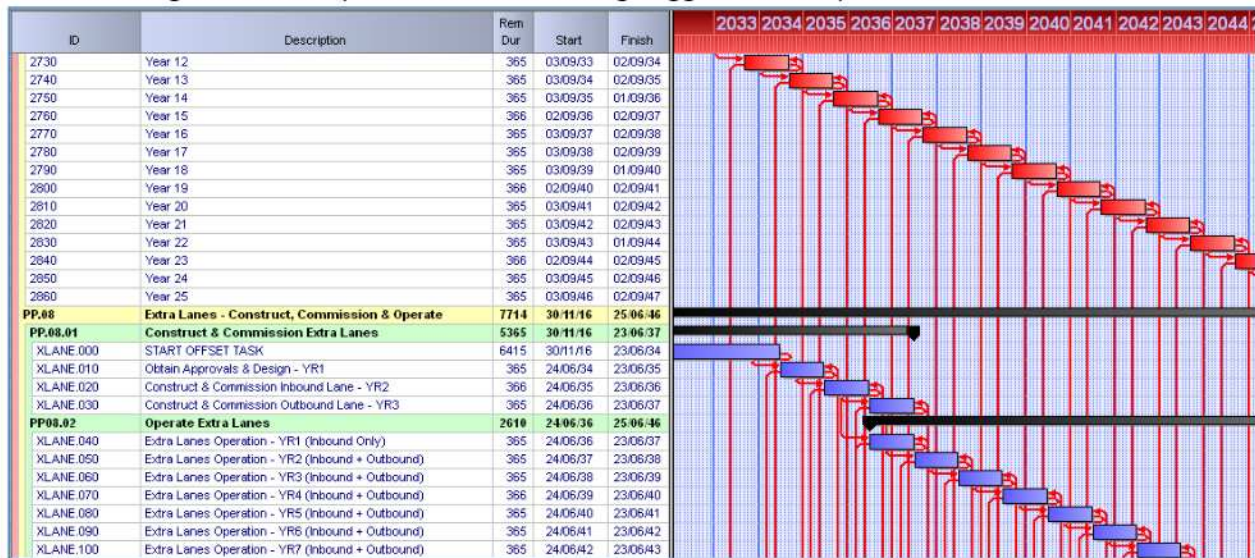 ID Description Rem Dur Start Finish 2033 2034 2035 2036 2037 2038 2039 2040 2041 2042 2043 2044
2730 Year 12 365 03/09/33 02/09/34
2740 Year 13 365 03/09/34 02/09/35
2750 Year 14 365 03/09/35 01/09/36
2760 Year 15 366 02/09/36 02/09/37
2770 Year 16 365 03/09/37 02/09/38
2780 Year 17 365 03/09/38 02/09/39
2790 Year 18 365 03/09/39 01/09/40
2800 Year 19 366 02/09/40 02/09/41
2810 Year 20 365 03/09/41 02/09/42
2820 Year 21 365 03/09/42 02/09/43
2830 Year 22 365 03/09/43 01/09/44
2840 Year 23 366 02/09/44 02/09/45
2850 Year 24 365 03/09/45 02/09/46
2860 Year 25 365 03/09/46 02/09/47
PP.08 Extra Lanes - Construct, Commission & Operate 7714 30/11/16 25/06/46
PP.08.01 Construct & Commission Extra Lanes 5365 30/11/16 23/06/37
XLANE.000 START OFFSET TASK 6415 30/11/16 23/06/34
XLANE.010 Obtain Approvals & Design - YR1 365 24/06/34 23/06/35
XLANE.020 Construct & Commission Inbound Lane - YR2 366 24/06/35 23/06/36
XLANE.030 Construct & Commission Outbound Lane - YR3 365 24/06/36 23/06/37
PP08.02 Operate Extra Lanes 2610 24/06/36 25/06/46
XLANE.040 Extra Lanes Operation - YR1 (Inbound Only) 365 24/06/36 23/06/37
XLANE.050 Extra Lanes Operation - YR2 (Inbound + Outbound) 365 24/06/37 23/06/38
XLANE.060 Extra Lanes Operation - YR3 (Inbound + Outbound) 365 24/06/38 23/06/39
XLANE.070 Extra Lanes Operation - YR4 (Inbound + Outbound) 366 24/06/39 23/06/40
XLANE.080 Extra Lanes Operation - YR5 (Inbound + Outbound) 365 24/06/40 23/06/41
XLANE.090 Extra Lanes Operation - YR6 (Inbound + Outbound) 365 24/06/41 23/06/42
XLANE.100 Extra Lanes Operation - YR7 (Inbound + Outbound) 365 24/06/42 23/06/43